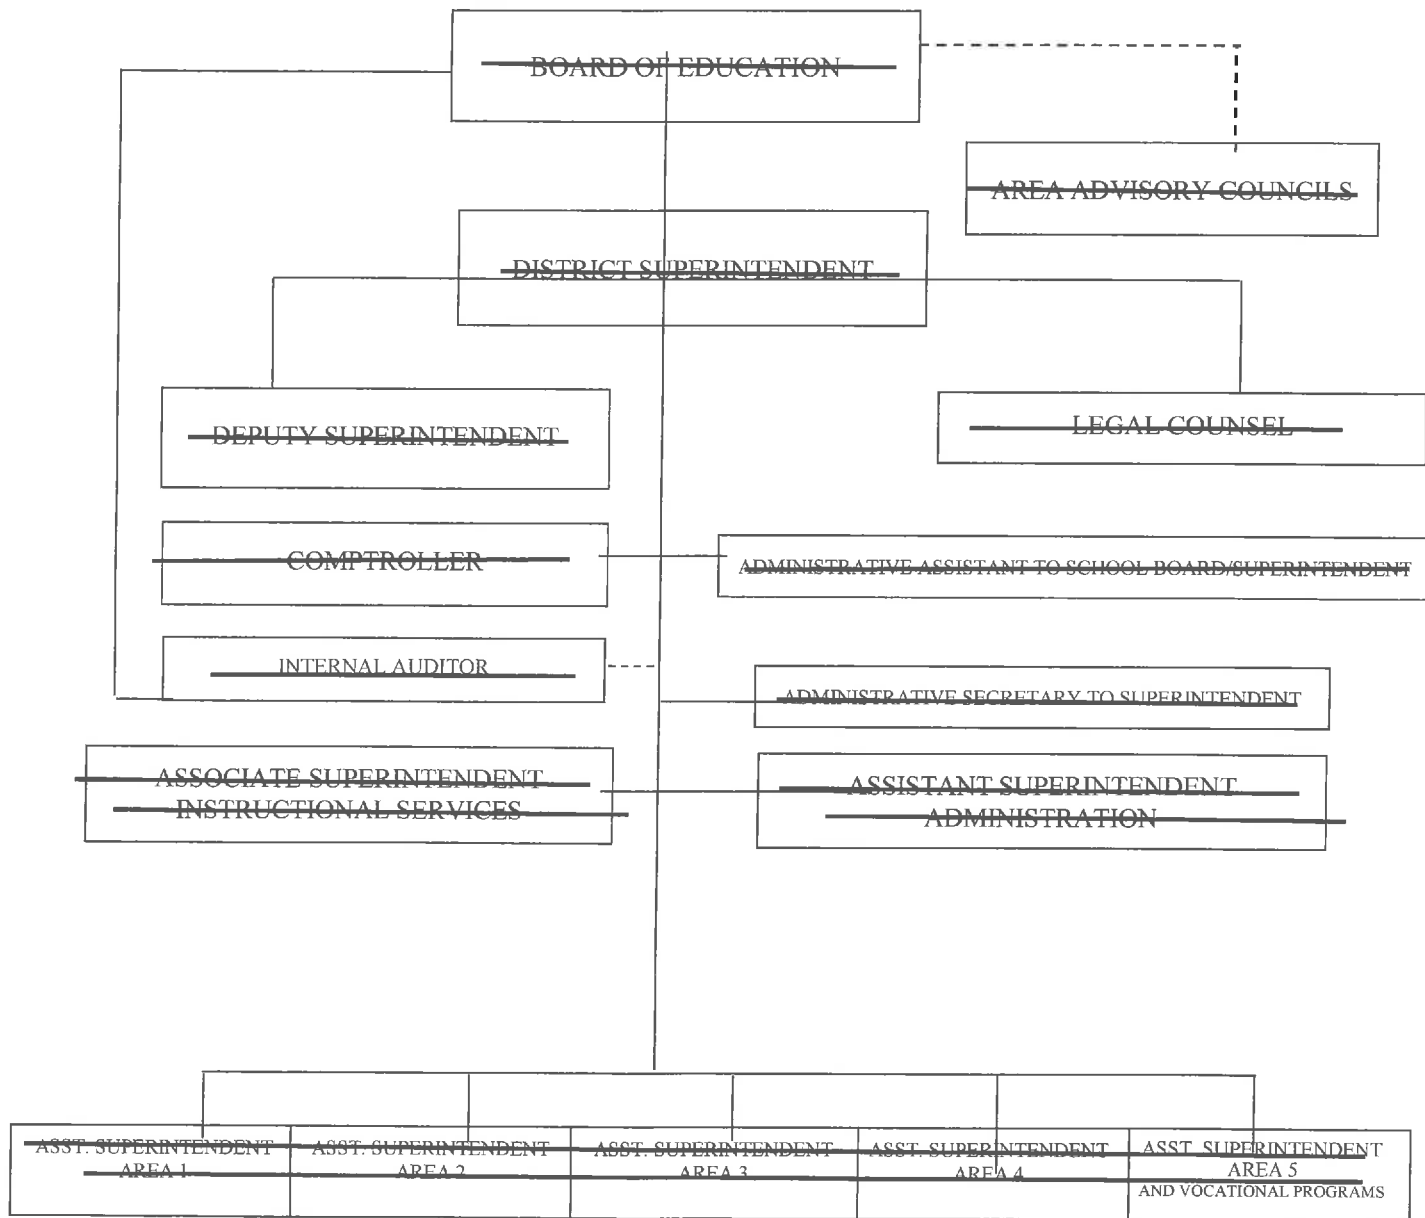 BOARD OF EDUCATION
AREA ADVISORY COUNCILS
DISTRICT SUPERINTENDENT
DEPUTY SUPERINTENDENT
LEGAL COUNSEL
COMPTROLLER
ADMINISTRATIVE ASSISTANT TO SCHOOL BOARD/SUPERINTENDENT
INTERNAL AUDITOR
ADMINISTRATIVE SECRETARY TO SUPERINTENDENT
ASSOCIATE SUPERINTENDENT
INSTRUCTIONAL SERVICES
ASSISTANT SUPERINTENDENT
ADMINISTRATION
ASST. SUPERINTENDENT
AREA 1
ASST. SUPERINTENDENT
AREA 2
ASST. SUPERINTENDENT
AREA 3
ASST. SUPERINTENDENT
AREA 4
ASST. SUPERINTENDENT
AREA 5
AND VOCATIONAL PROGRAMS